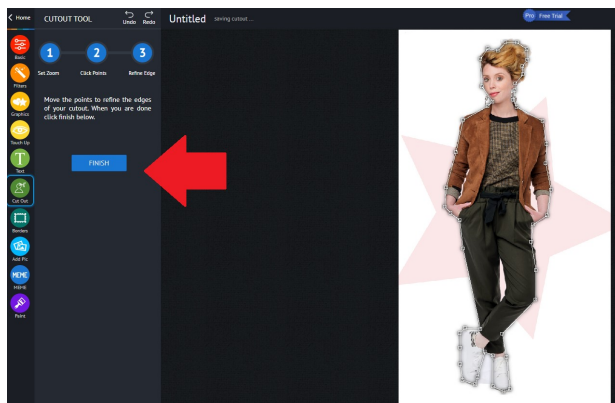 Home
CUTOUT TOOL
Undo Redo
Untitled saving cutout ...
Pro Free Trial
1 2 3
Set Zoom Click Points Refine Edge
Move the points to refine the edges
of your cutout. When you are done
click finish below.
FINISH
Basic
Filters
Graphics
Touch Up
T
Text
Cut Out
Borders
Add Pic
MEME
MEME
Paint